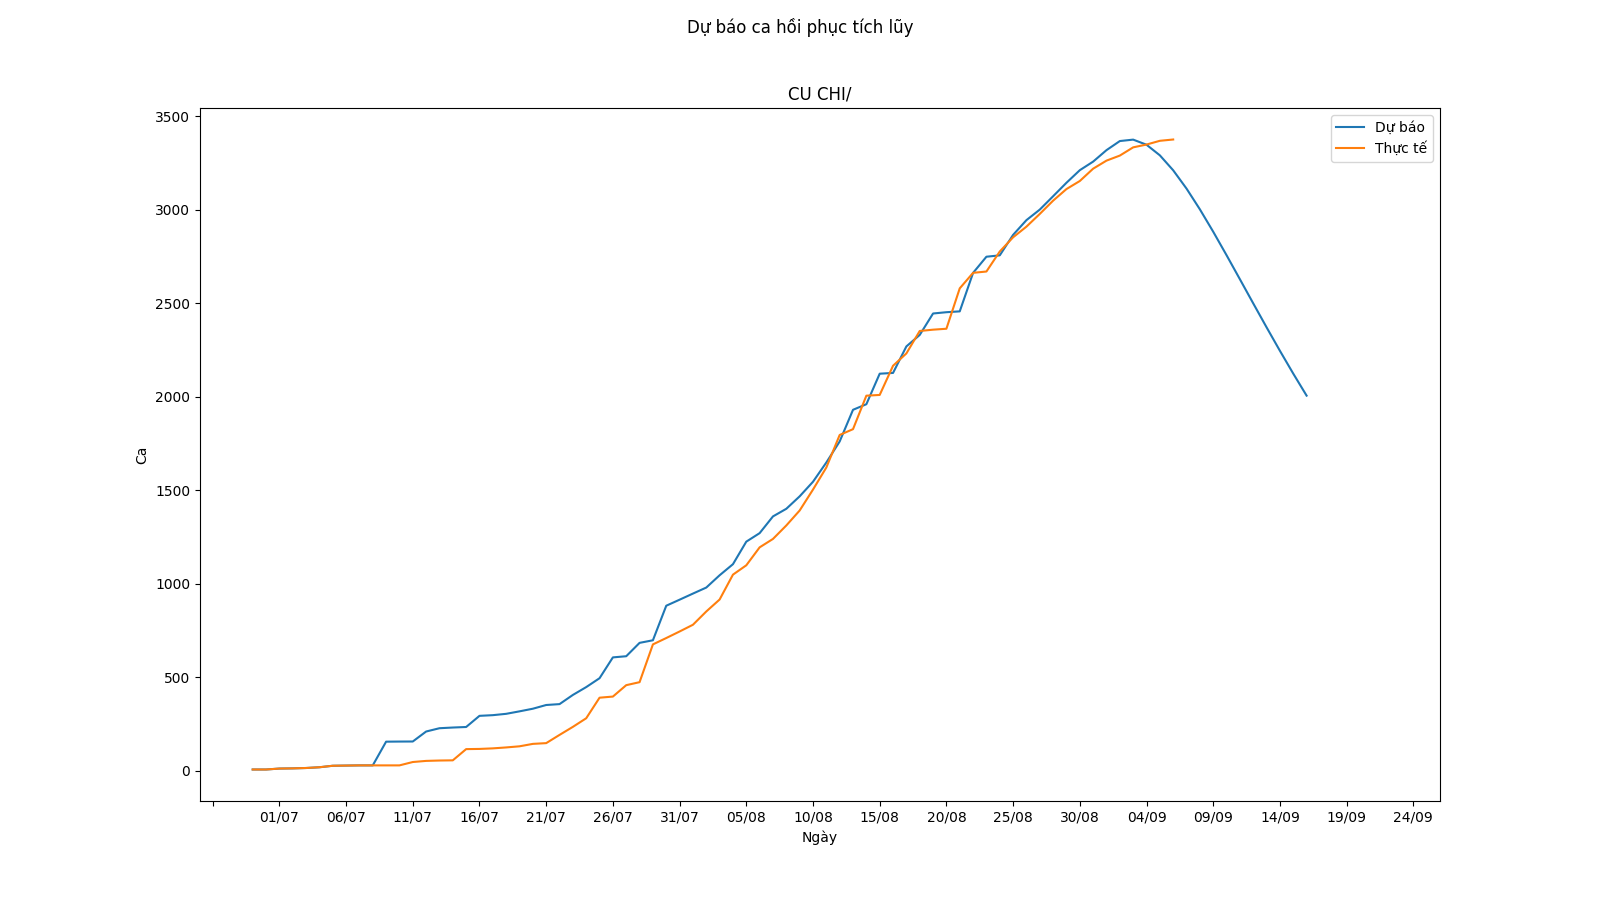 Dự báo ca hồi phục tích lũy
CU CHI/
Dự báo
Thực tế
3500
3000
2500
2000
1500
1000
500
0
Ca
01/07 06/07 11/07 16/07 21/07 26/07 31/07 05/08 10/08 15/08 20/08 25/08 30/08 04/09 09/09 14/09 19/09 24/09
Ngày